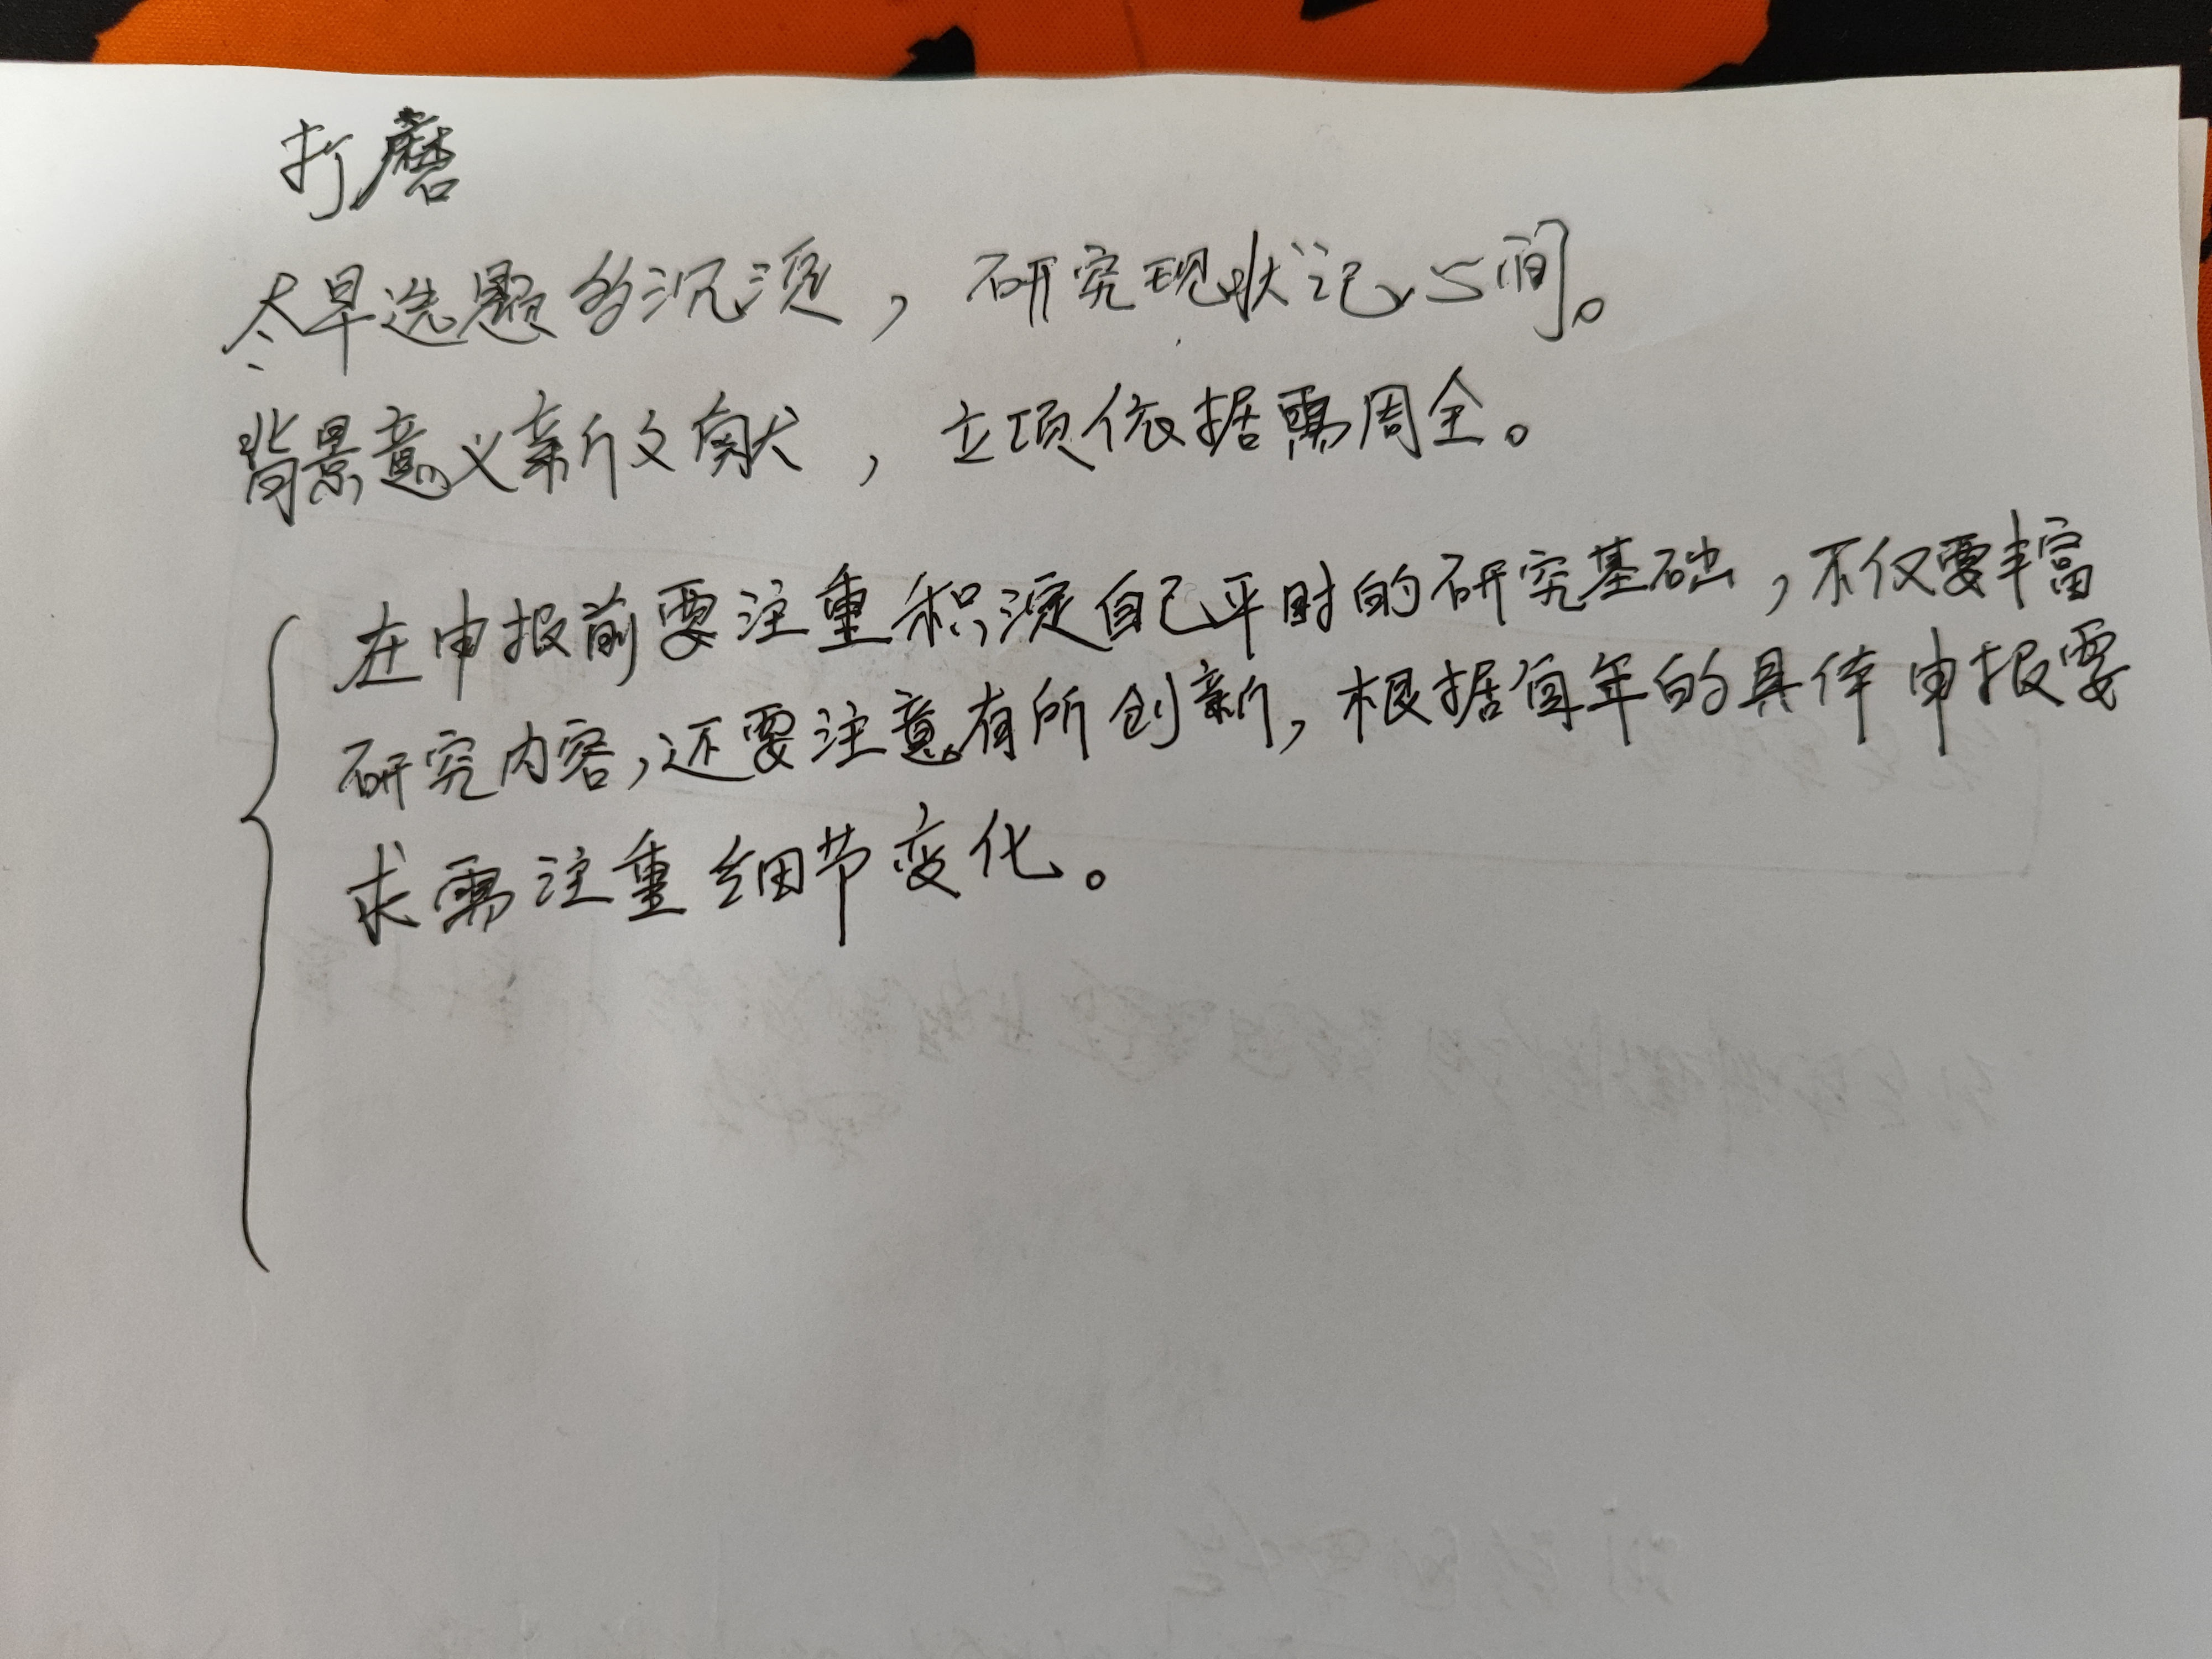 打磨
尽早选题多沉淀，研究现状记心间。
背景意义新文献，立项依据需周全。
在申报前要注重积淀自己平时的研究基础，不仅要丰富
研究内容，还要注意有所创新，根据每年的具体申报要
求需注重细节变化。